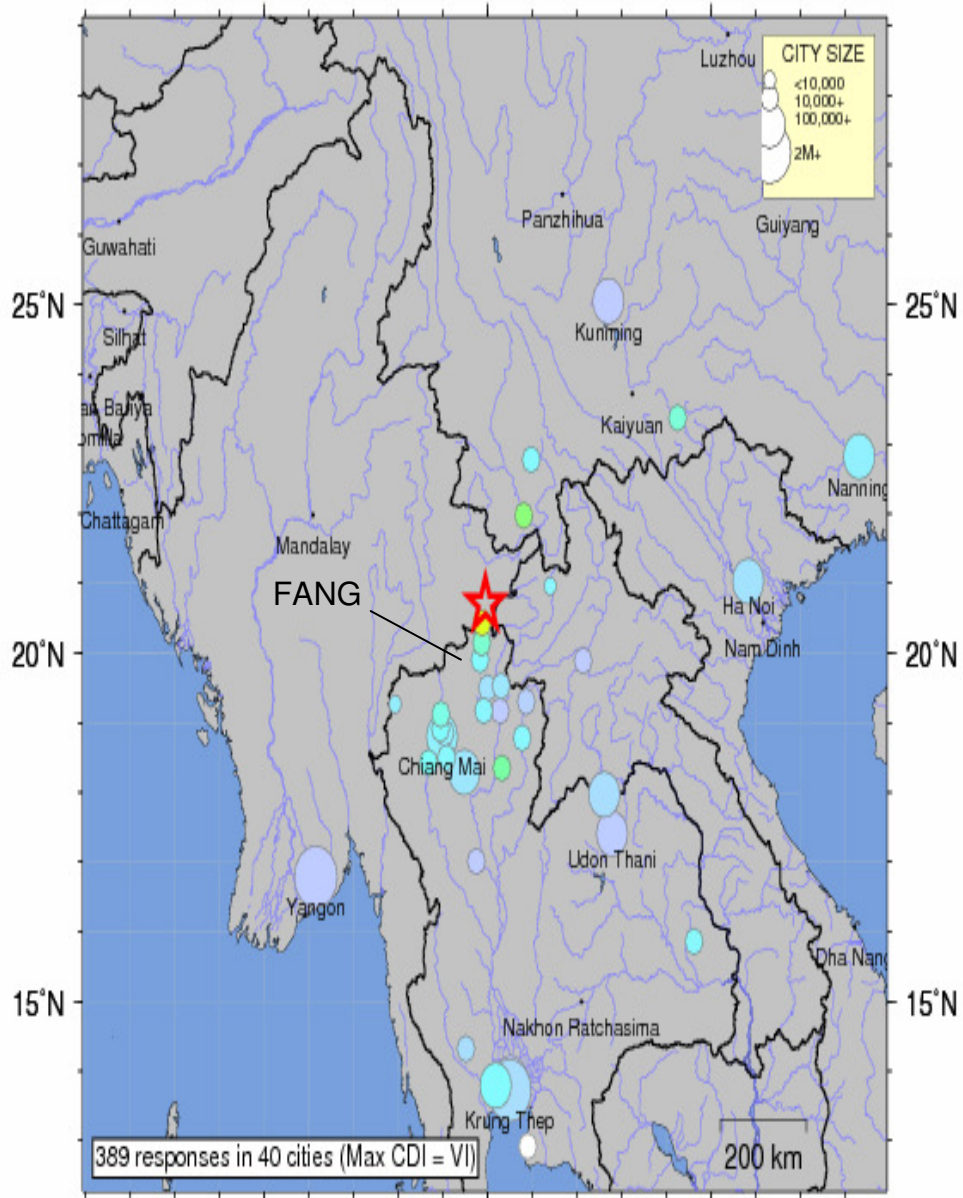 Luzhou
CITY SIZE
<10,000
10,000+
100,000+
2M+
Panzhihua
Guiyang
Guwahati
25°N
25°N
Kunming
Silhat
Kaiyuan
Nanning
Chattagam
Mandalay
FANG
Ha Noi
20°N
20°N
Nam Dinh
Chiang Mai
Udon Thani
Yangon
Dha Nang
15°N
15°N
Nakhon Ratchasima
Krung Thep
389 responses in 40 cities (Max CDI = VI)
200 km